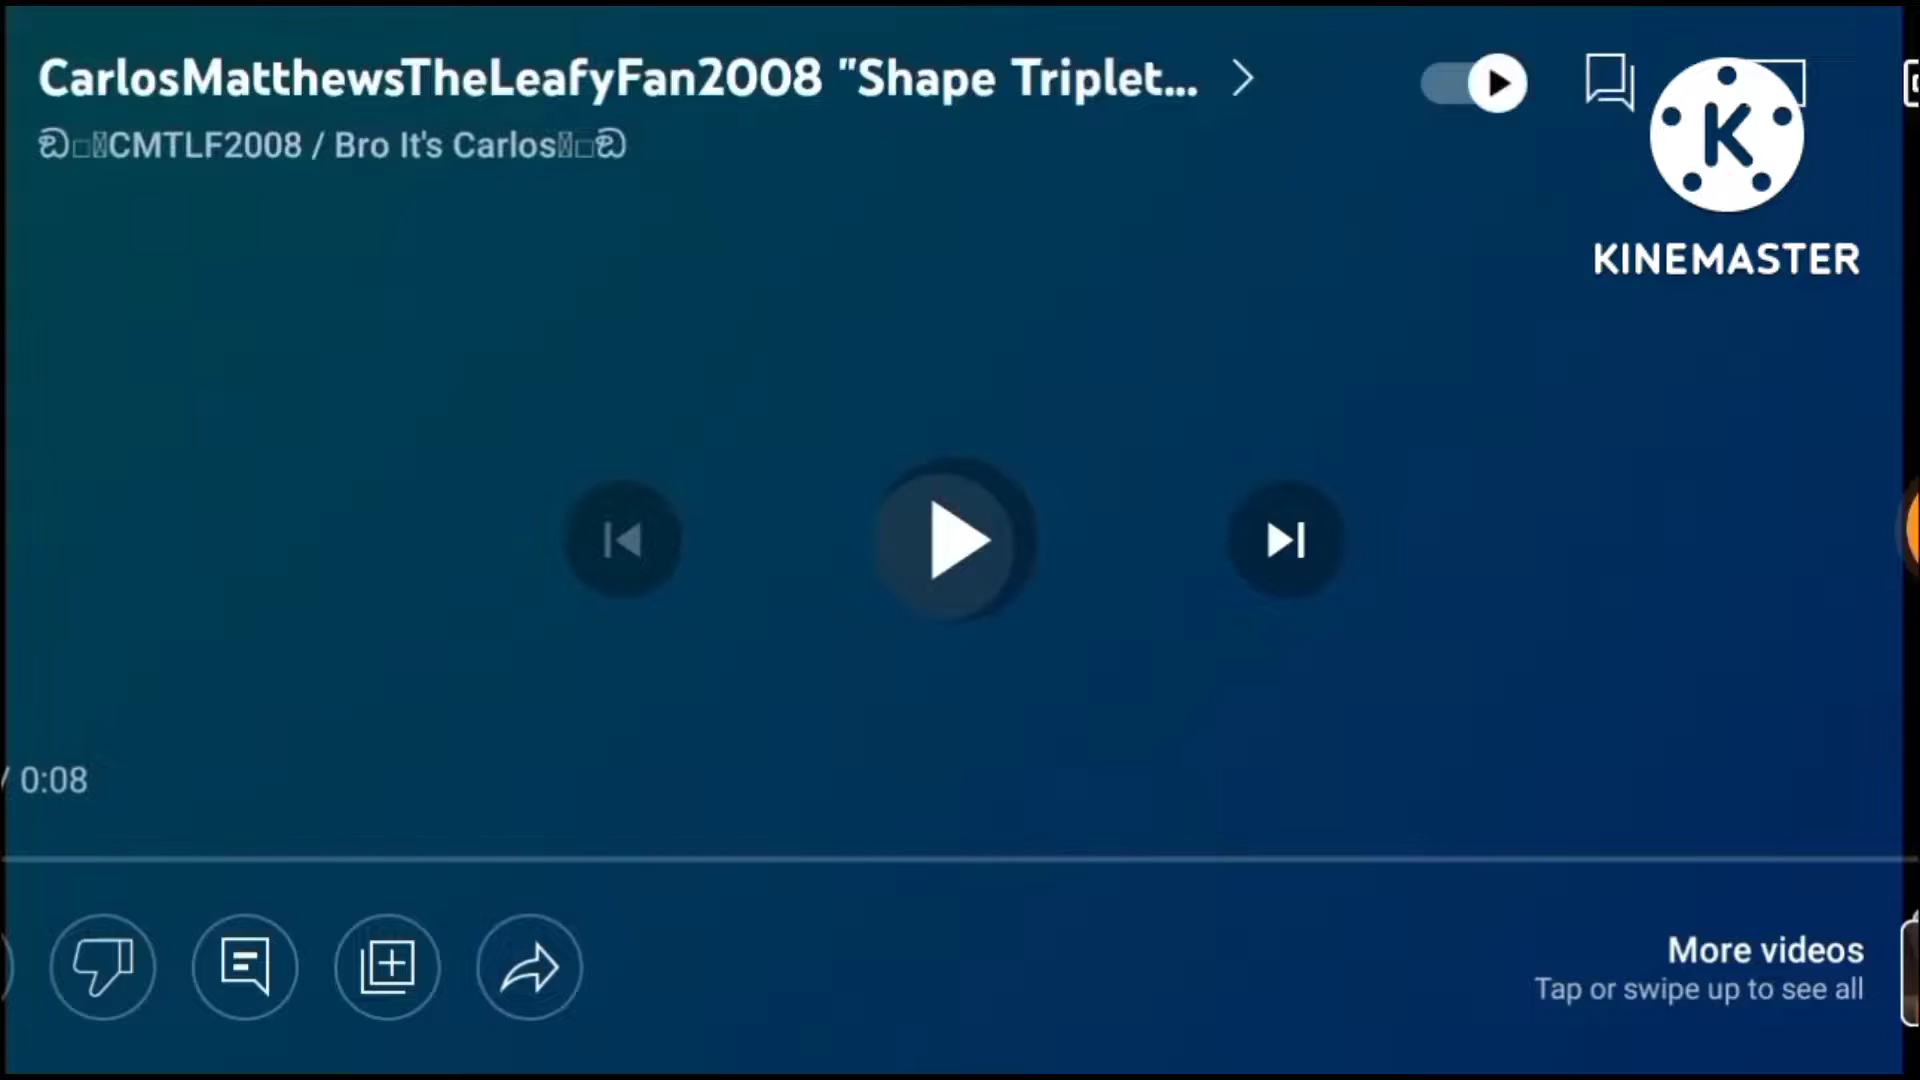 CarlosMatthewsTheLeafyFan2008 "Shape Triplet...
ඞ□CMTLF2008 / Bro It's Carlos□ඞ
KINEMASTER
/ 0:08
More videos
Tap or swipe up to see all